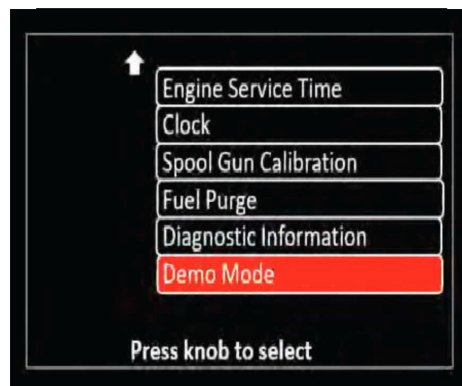 Engine Service Time
Clock
Spool Gun Calibration
Fuel Purge
Diagnostic Information
Demo Mode
Press knob to select